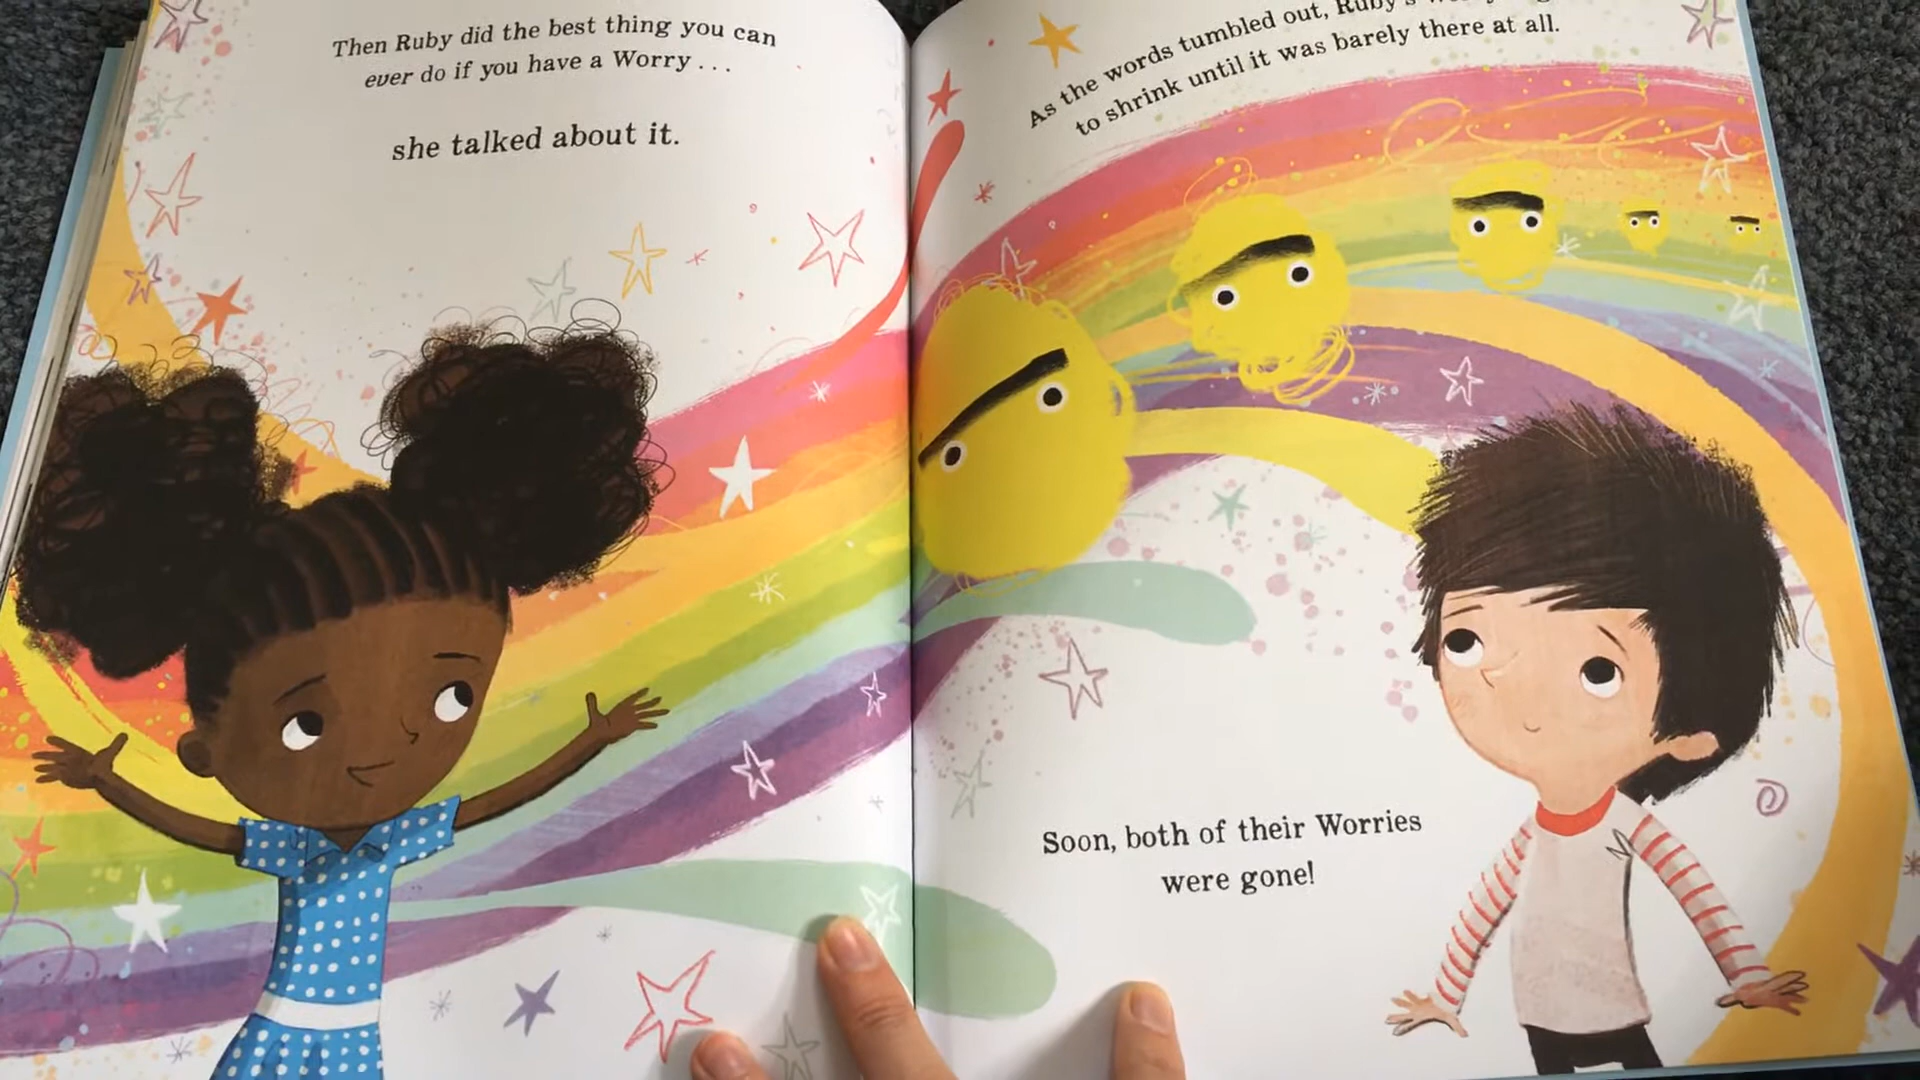 Then Ruby did the best thing you can
ever do if you have a Worry . . .
she talked about it.
As the words tumbled out, Ruby's
to shrink until it was barely there at all.
Soon, both of their Worries
were gone!